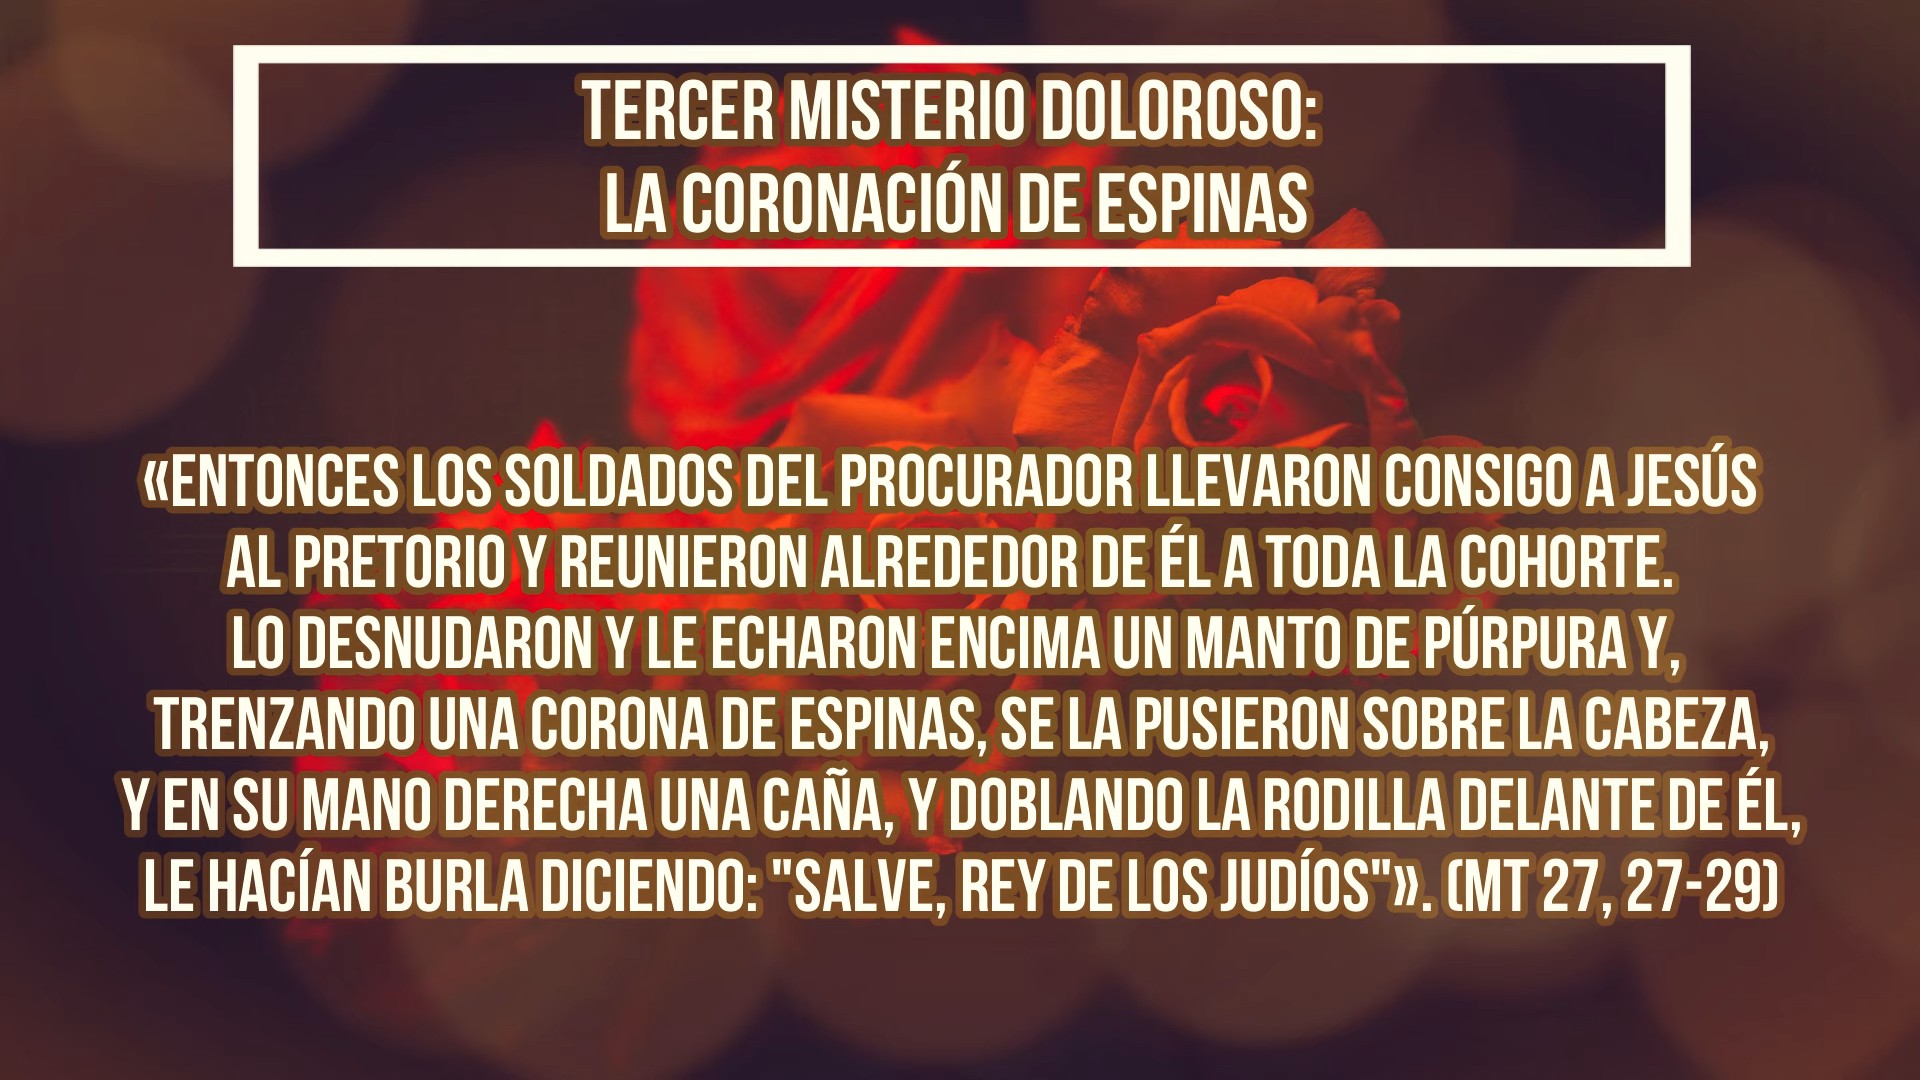 TERCER MISTERIO DOLOROSO:
LA CORONACIÓN DE ESPINAS
«ENTONCES LOS SOLDADOS DEL PROCURADOR LLEVARON CONSIGO A JESÚS
AL PRETORIO Y REUNIERON ALREDEDOR DE ÉL A TODA LA COHORTE.
LO DESNUDARON Y LE ECHARON ENCIMA UN MANTO DE PÚRPURA Y,
TRENZANDO UNA CORONA DE ESPINAS, SE LA PUSIERON SOBRE LA CABEZA,
Y EN SU MANO DERECHA UNA CAÑA, Y DOBLANDO LA RODILLA DELANTE DE ÉL,
LE HACÍAN BURLA DICIENDO: "SALVE, REY DE LOS JUDÍOS"». (MT 27, 27-29)